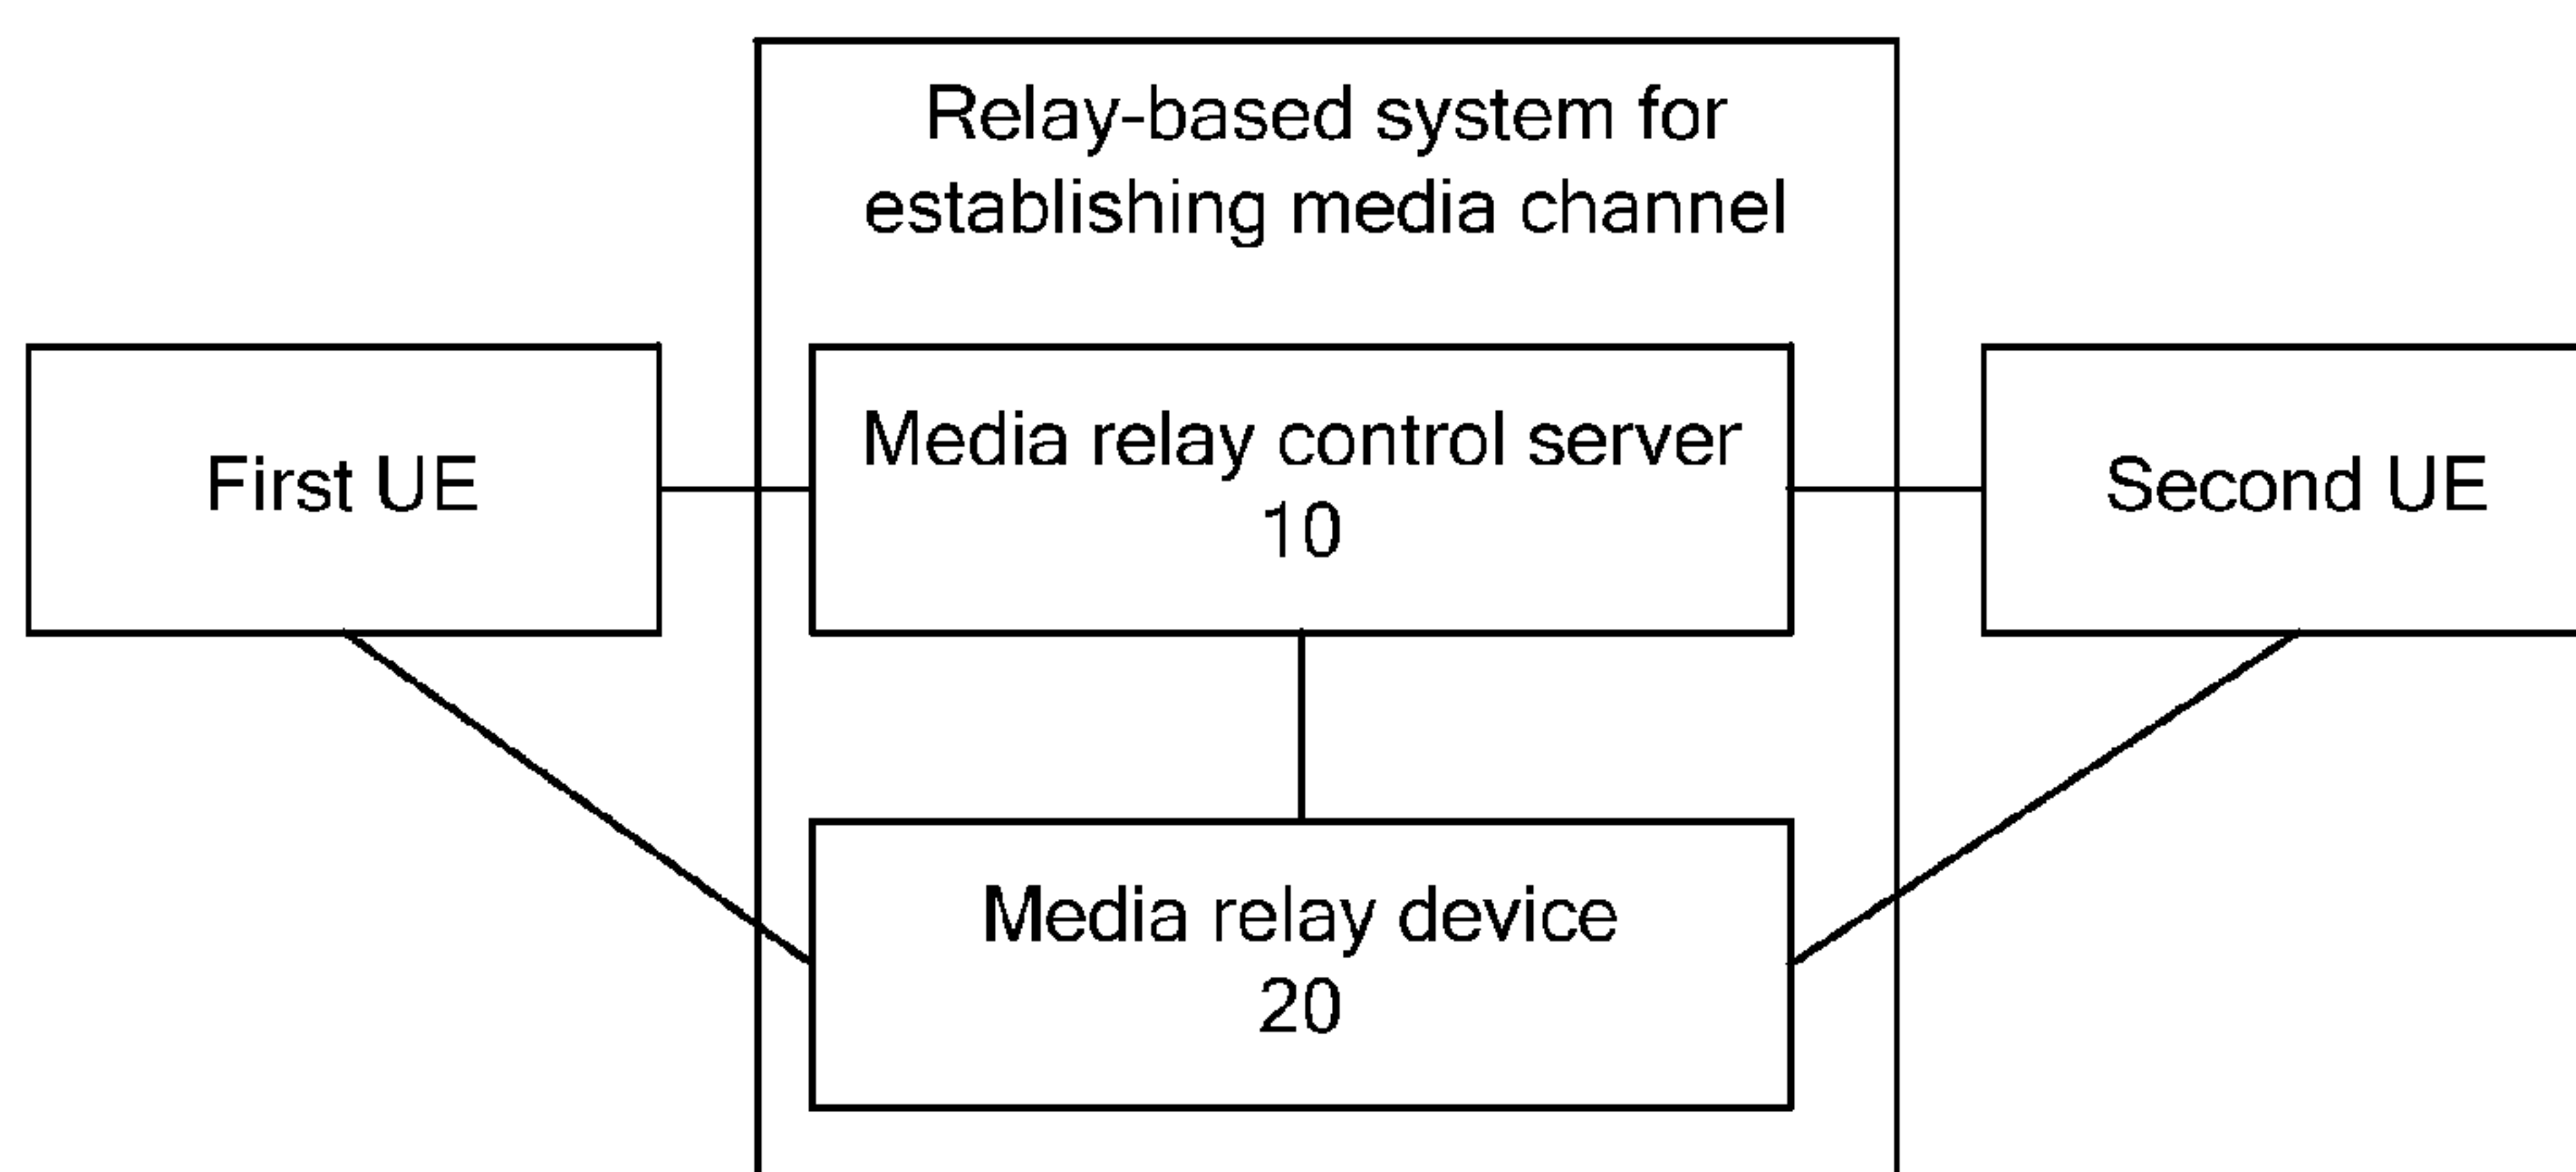 Relay-based system for
establishing media channel
First UE
Media relay control server
10
Second UE
Media relay device
20